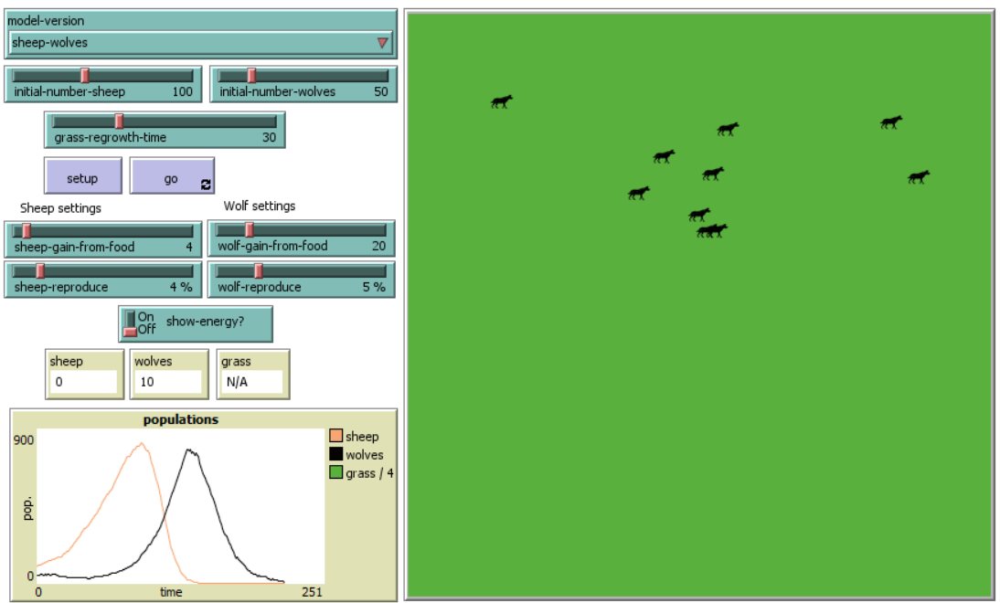 model-version
sheep-wolves
initial-number-sheep 100
initial-number-wolves 50
grass-regrowth-time 30
setup
go
Sheep settings
Wolf settings
sheep-gain-from-food 4
wolf-gain-from-food 20
sheep-reproduce 4 %
wolf-reproduce 5 %
On
Off
show-energy?
sheep
0
wolves
10
grass
N/A
populations
900
pop.
0
0
time
251
sheep
wolves
grass / 4